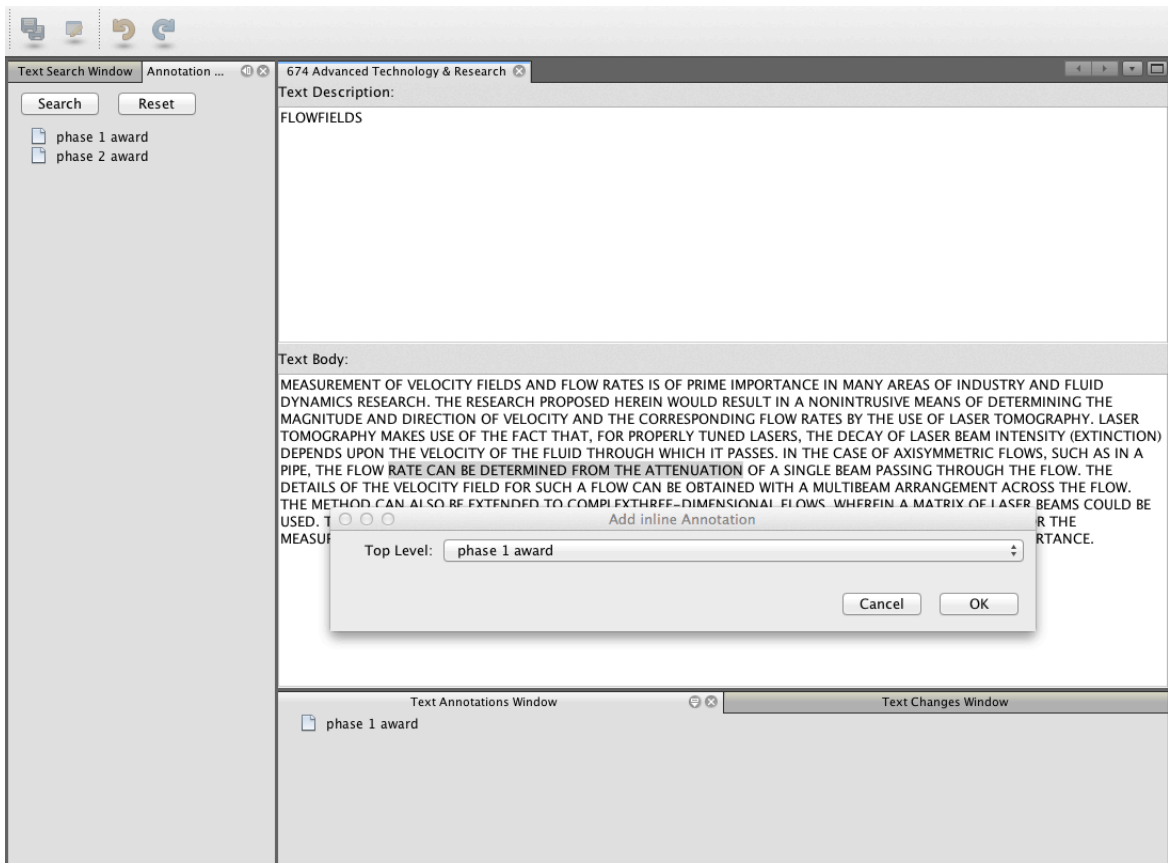 Text Search Window
Annotation ...
674 Advanced Technology & Research
Search
Reset
phase 1 award
phase 2 award
Text Description:
FLOWFIELDS
Text Body:
MEASUREMENT OF VELOCITY FIELDS AND FLOW RATES IS OF PRIME IMPORTANCE IN MANY AREAS OF INDUSTRY AND FLUID
DYNAMICS RESEARCH. THE RESEARCH PROPOSED HEREIN WOULD RESULT IN A NONINTRUSIVE MEANS OF DETERMINING THE
MAGNITUDE AND DIRECTION OF VELOCITY AND THE CORRESPONDING FLOW RATES BY THE USE OF LASER TOMOGRAPHY. LASER
TOMOGRAPHY MAKES USE OF THE FACT THAT, FOR PROPERLY TUNED LASERS, THE DECAY OF LASER BEAM INTENSITY (EXTINCTION)
DEPENDS UPON THE VELOCITY OF THE FLUID THROUGH WHICH IT PASSES. IN THE CASE OF AXISYMMETRIC FLOWS, SUCH AS IN A
PIPE, THE FLOW RATE CAN BE DETERMINED FROM THE ATTENUATION OF A SINGLE BEAM PASSING THROUGH THE FLOW. THE
DETAILS OF THE VELOCITY FIELD FOR SUCH A FLOW CAN BE OBTAINED WITH A MULTIBEAM ARRANGEMENT ACROSS THE FLOW.
THE METHOD CAN ALSO BE EXTENDED TO COMPLEXTHREE-DIMENSIONAL FLOWS, WHEREIN A MATRIX OF LASER BEAMS COULD BE
USED. R THE
MEASU RTANCE.
Add inline Annotation
Top Level: phase 1 award
Cancel
OK
Text Annotations Window
Text Changes Window
phase 1 award